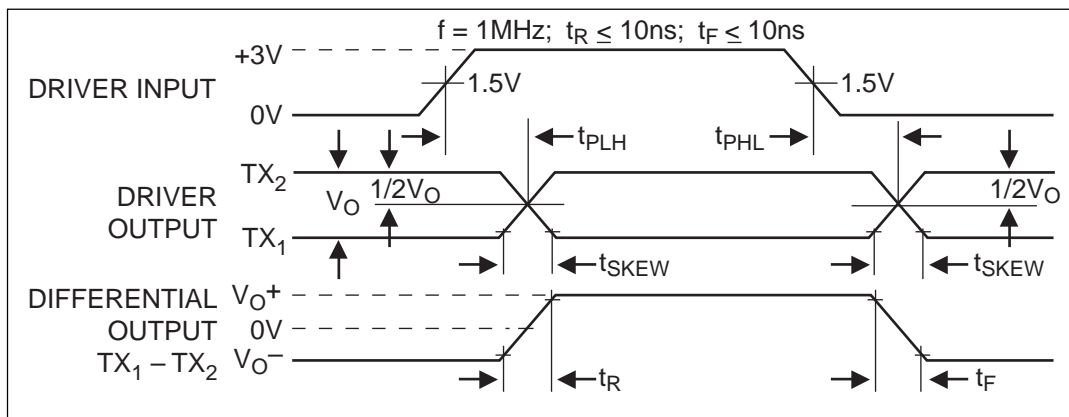 f = 1MHz; tR ≤ 10ns; tF ≤ 10ns
+3V
DRIVER INPUT
1.5V
1.5V
0V
tPLH
tPHL
TX2
DRIVER
OUTPUT
VO
1/2VO
1/2VO
TX1
tSKEW
tSKEW
DIFFERENTIAL
OUTPUT
TX1 – TX2
VO+
0V
VO–
tR
tF